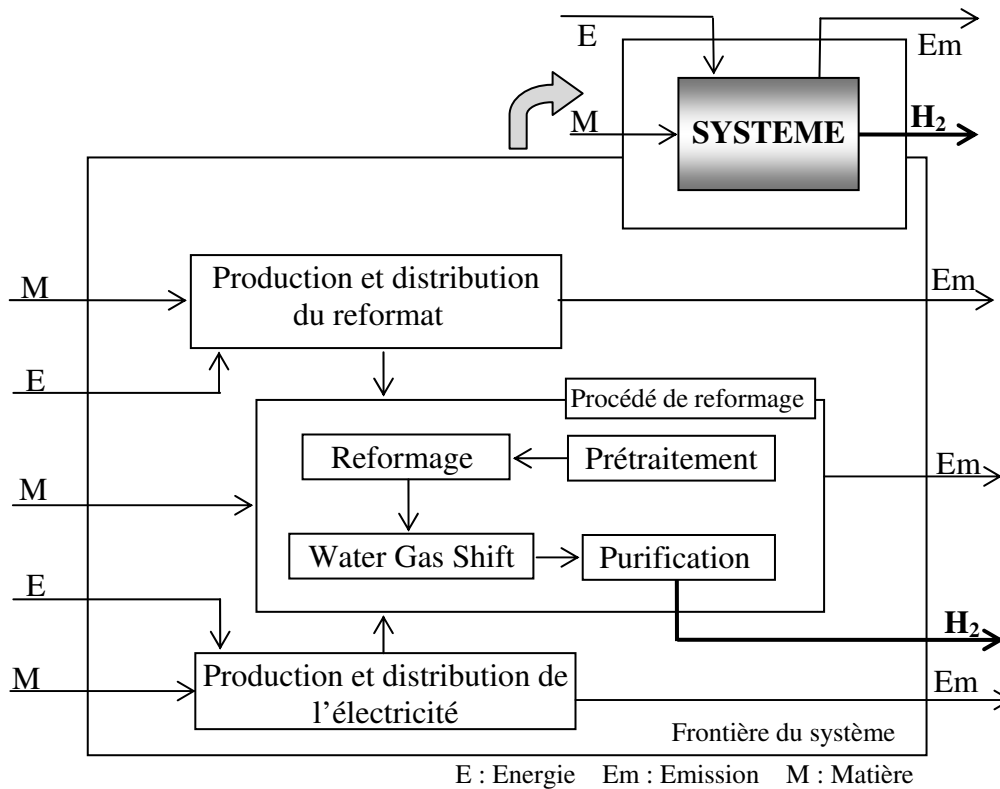 E
Em
M
SYSTEME
H₂
M
Production et distribution
du reformat
Em
E
Procédé de reformage
Reformage
Prétraitement
Em
M
Water Gas Shift
Purification
E
H₂
M
Production et distribution de
l'électricité
Em
Frontière du système
E : Energie Em : Emission M : Matière